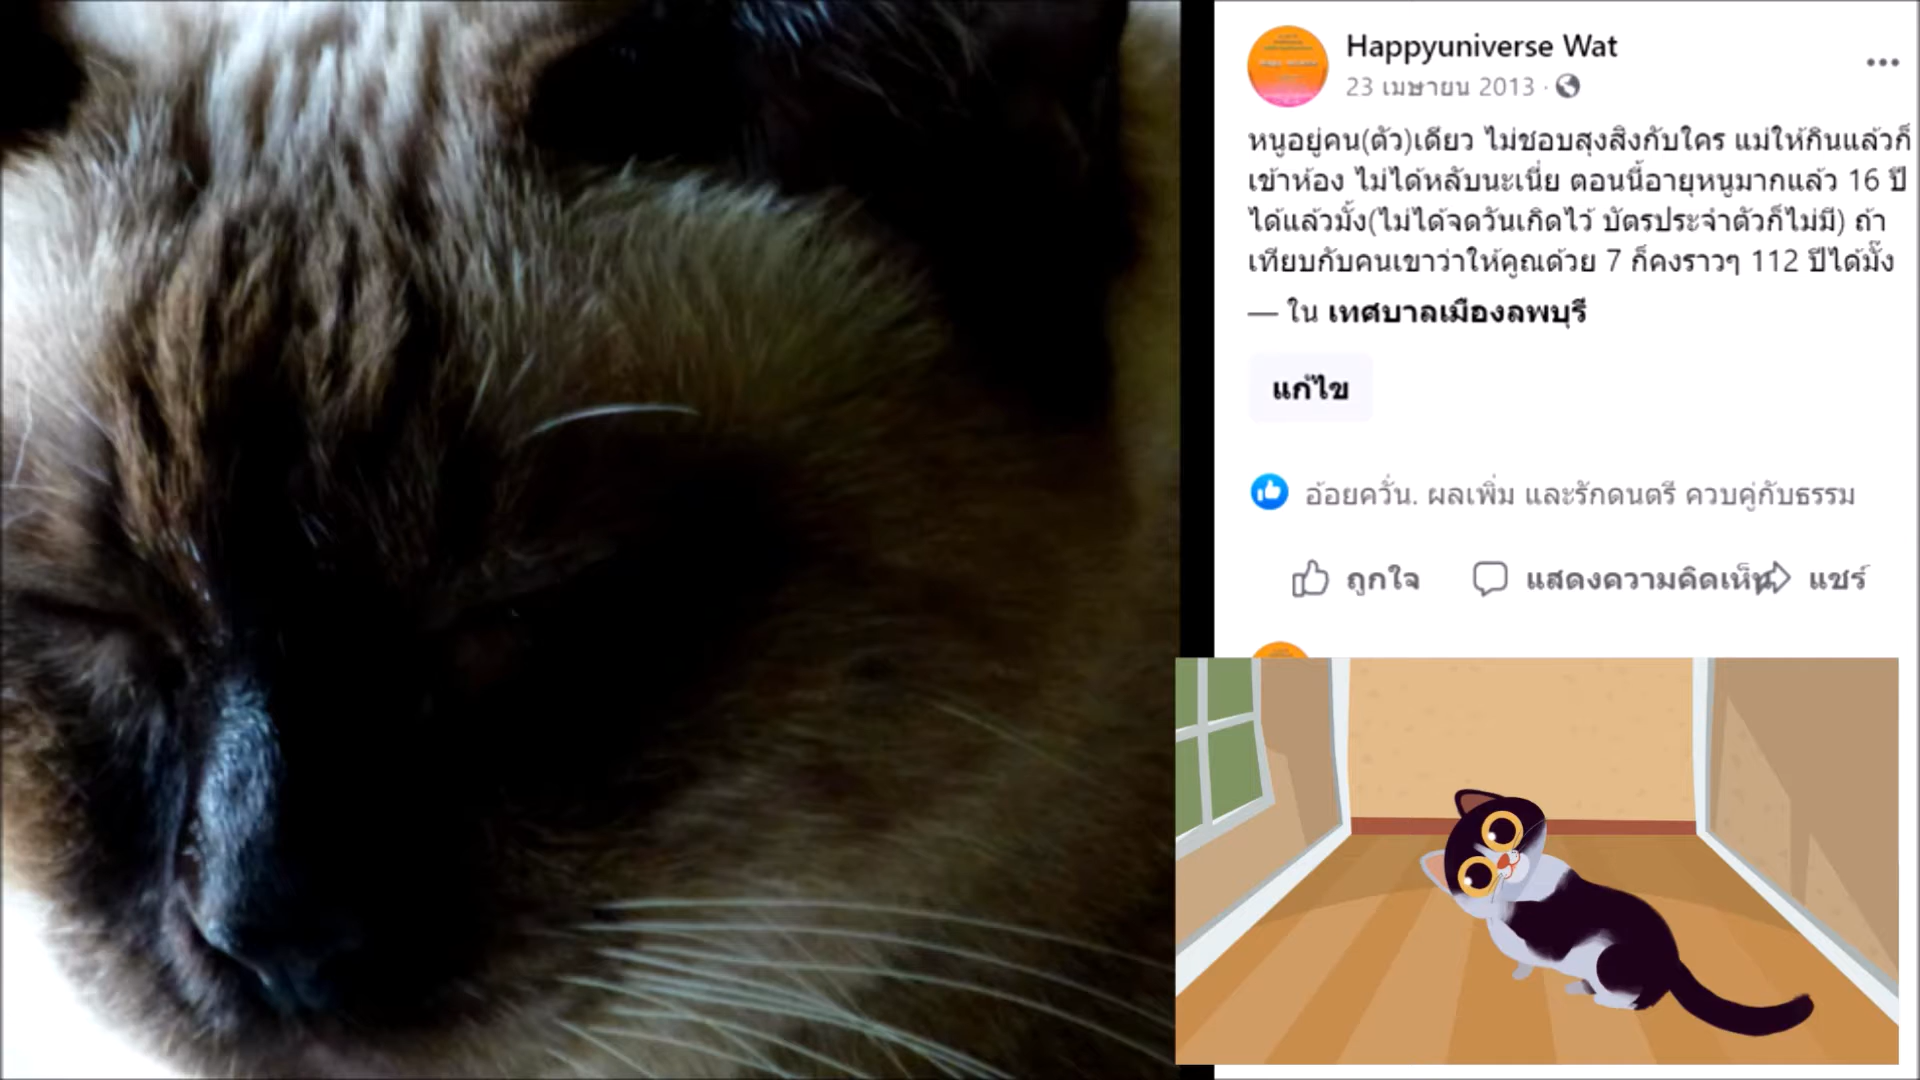 Happyuniverse Wat
23 เมษายน 2013
หนูอยู่คน(ตัว)เดียว ไม่ชอบสุงสิงกับใคร แม่ให้กินแล้วก็
เข้าห้อง ไม่ได้หลับนะเนี่ย ตอนนี้อายุหนูมากแล้ว 16 ปี
ได้แล้วมั้ง(ไม่ได้จดวันเกิดไว้ บัตรประจำตัวก็ไม่มี) ถ้า
เทียบกับคนเขาว่าให้คูณด้วย 7 ก็คงราวๆ 112 ปีได้มั๊ง
— ใน เทศบาลเมืองลพบุรี
แก้ไข
อ้อยควั่น. ผลเพิ่ม และรักดนตรี ควบคู่กับธรรม
ถูกใจ แสดงความคิดเห็น แชร์